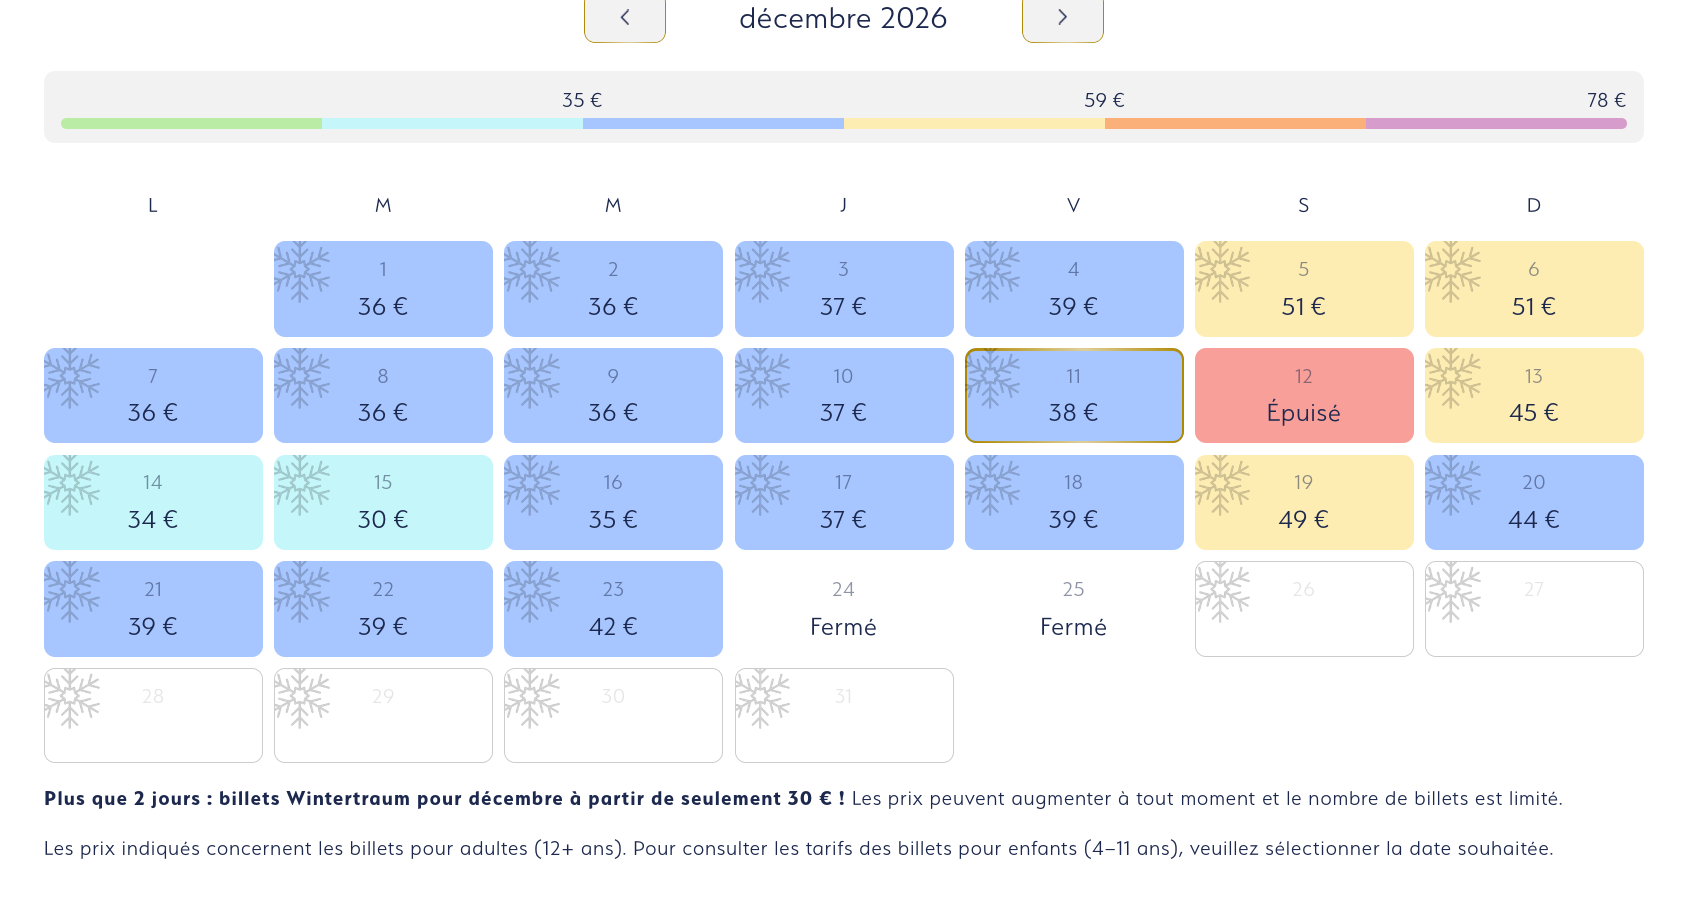 décembre 2026
35 € 59 € 78 €
L M M J V S D
1 2 3 4 5 6
36 € 36 € 37 € 39 € 51 € 51 €
7 8 9 10 11 12 13
36 € 36 € 36 € 37 € 38 € Épuisé 45 €
14 15 16 17 18 19 20
34 € 30 € 35 € 37 € 39 € 49 € 44 €
21 22 23 24 25 26 27
39 € 39 € 42 € Fermé Fermé
28 29 30 31
Plus que 2 jours : billets Wintertraum pour décembre à partir de seulement 30 € ! Les prix peuvent augmenter à tout moment et le nombre de billets est limité.
Les prix indiqués concernent les billets pour adultes (12+ ans). Pour consulter les tarifs des billets pour enfants (4–11 ans), veuillez sélectionner la date souhaitée.